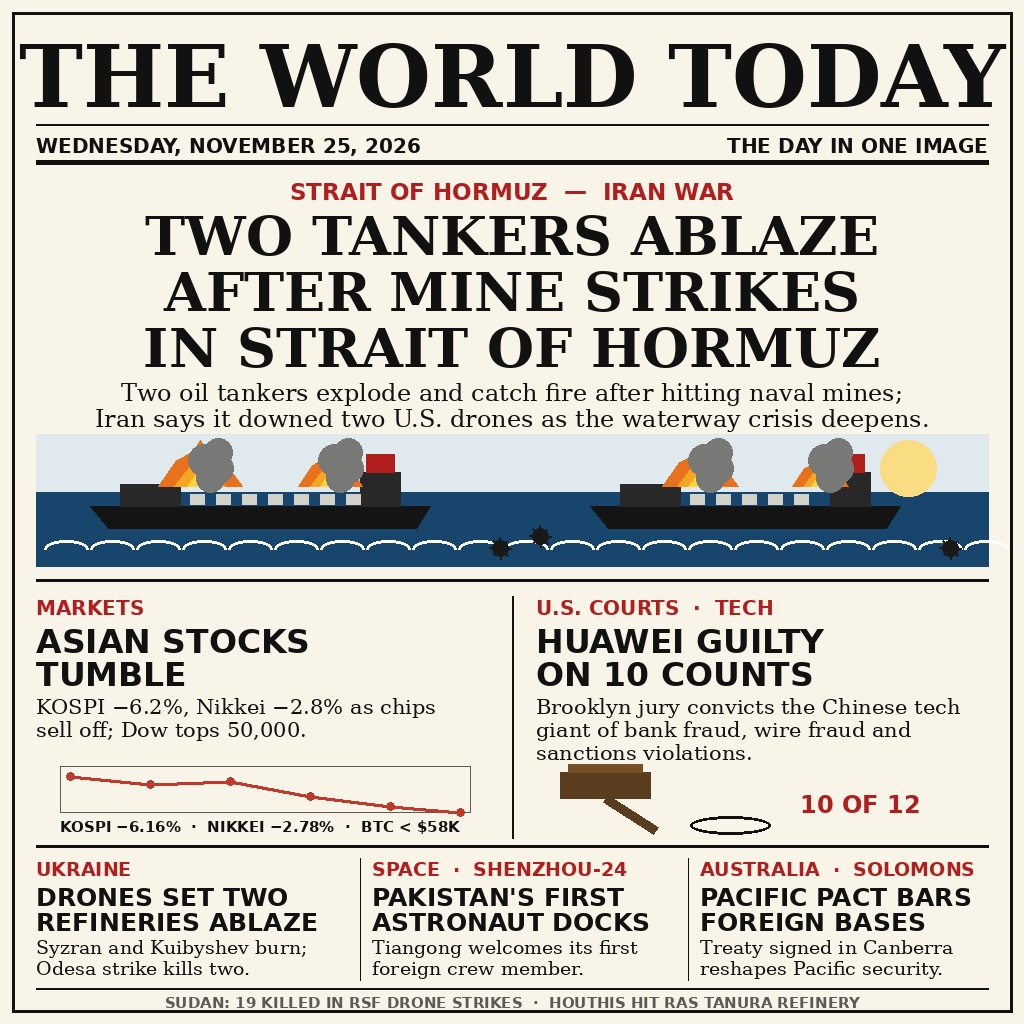 THE WORLD TODAY
WEDNESDAY, NOVEMBER 25, 2026
THE DAY IN ONE IMAGE
STRAIT OF HORMUZ — IRAN WAR
TWO TANKERS ABLAZE
AFTER MINE STRIKES
IN STRAIT OF HORMUZ
Two oil tankers explode and catch fire after hitting naval mines;
Iran says it downed two U.S. drones as the waterway crisis deepens.
MARKETS
ASIAN STOCKS
TUMBLE
KOSPI −6.2%, Nikkei −2.8% as chips
sell off; Dow tops 50,000.
KOSPI −6.16% · NIKKEI −2.78% · BTC < $58K
U.S. COURTS · TECH
HUAWEI GUILTY
ON 10 COUNTS
Brooklyn jury convicts the Chinese tech
giant of bank fraud, wire fraud and
sanctions violations.
10 OF 12
UKRAINE
DRONES SET TWO
REFINERIES ABLAZE
Syzran and Kuibyshev burn;
Odesa strike kills two.
SPACE · SHENZHOU-24
PAKISTAN'S FIRST
ASTRONAUT DOCKS
Tiangong welcomes its first
foreign crew member.
AUSTRALIA · SOLOMONS
PACIFIC PACT BARS
FOREIGN BASES
Treaty signed in Canberra
reshapes Pacific security.
SUDAN: 19 KILLED IN RSF DRONE STRIKES · HOUTHIS HIT RAS TANURA REFINERY